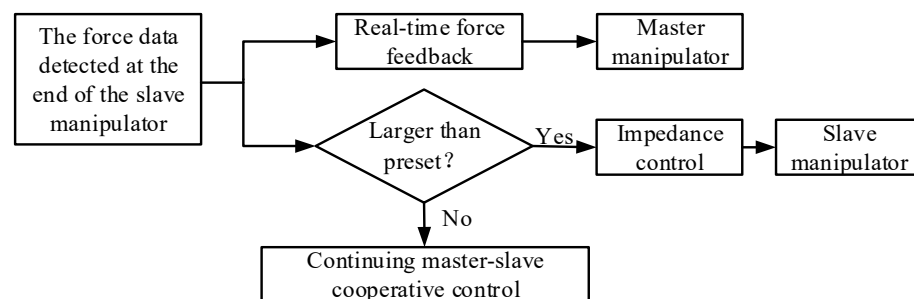 The force data
detected at the
end of the slave
manipulator
Real-time force
feedback
Master
manipulator
Larger than
preset？
Yes
Impedance
control
Slave
manipulator
No
Continuing master-slave
cooperative control